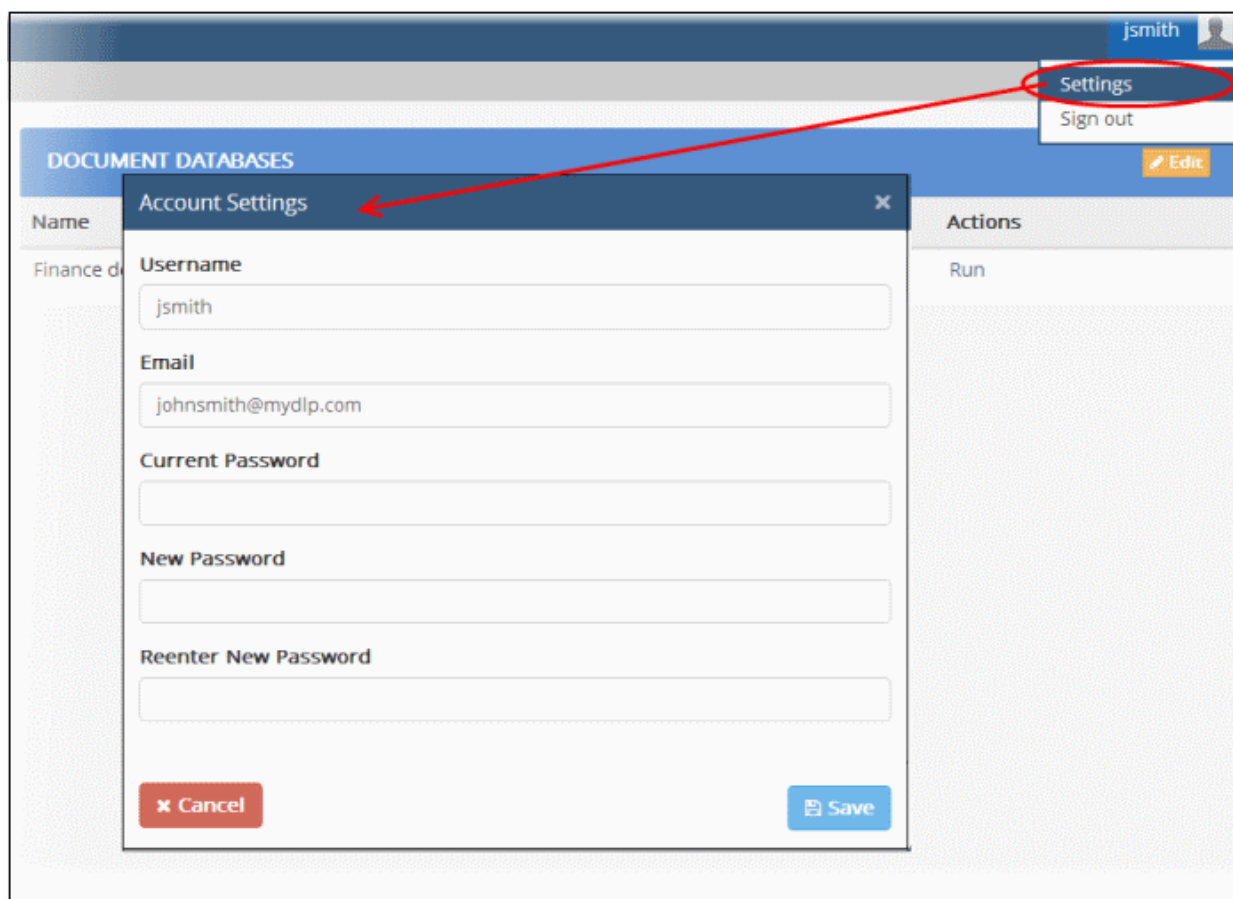 jsmith
Settings
Sign out
DOCUMENT DATABASES
Edit
Account Settings
Name
Actions
Finance
Run
Username
jsmith
Email
johnsmith@mydlp.com
Current Password
New Password
Reenter New Password
Cancel
Save